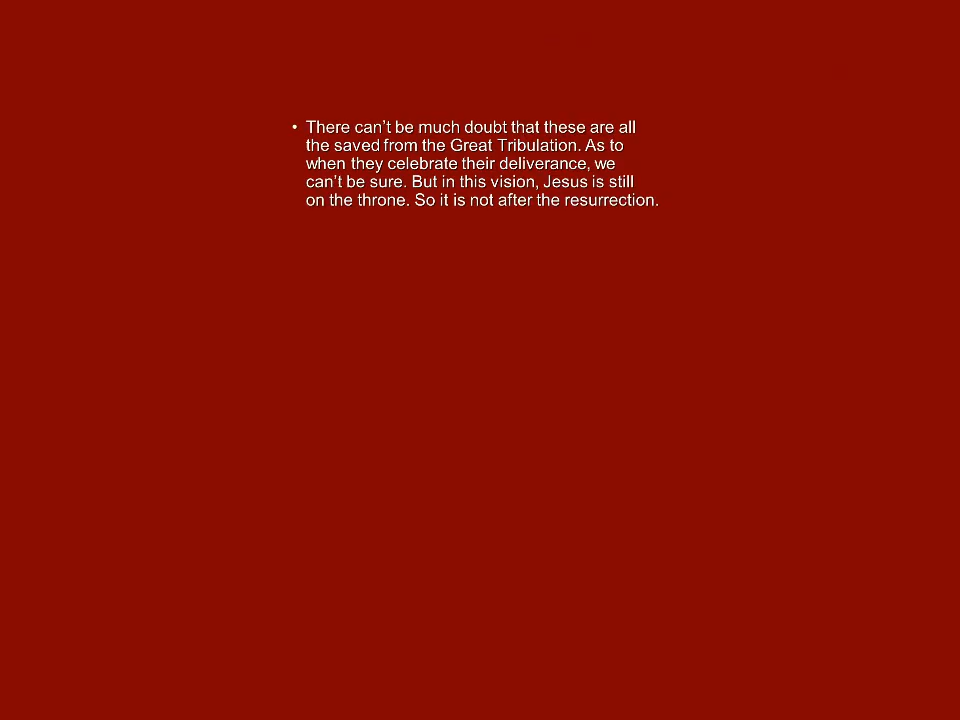 • There can’t be much doubt that these are all
the saved from the Great Tribulation. As to
when they celebrate their deliverance, we
can’t be sure. But in this vision, Jesus is still
on the throne. So it is not after the resurrection.